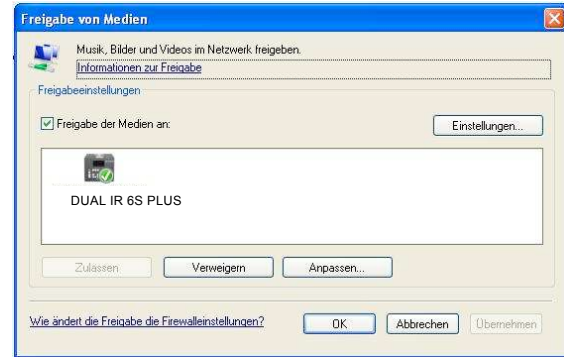 Freigabe von Medien
Musik, Bilder und Videos im Netzwerk freigeben.
Informationen zur Freigabe
Freigabeeinstellungen
Freigabe der Medien an:
Einstellungen...
DUAL IR 6S PLUS
Zulassen
Verweigern
Anpassen...
Wie ändert die Freigabe die Firewalleinstellungen?
OK
Abbrechen
Übernehmen